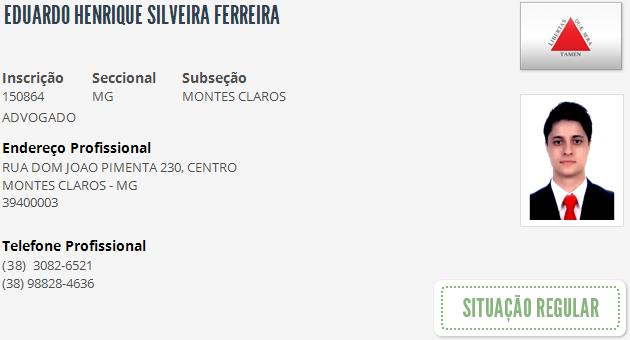 EDUARDO HENRIQUE SILVEIRA FERREIRA
LIBERTAS QUÆ SERA
TAMEN
Inscrição Seccional Subseção
150864 MG MONTES CLAROS
ADVOGADO
Endereço Profissional
RUA DOM JOAO PIMENTA 230, CENTRO
MONTES CLAROS - MG
39400003
Telefone Profissional
(38) 3082-6521
(38) 98828-4636
SITUAÇÃO REGULAR